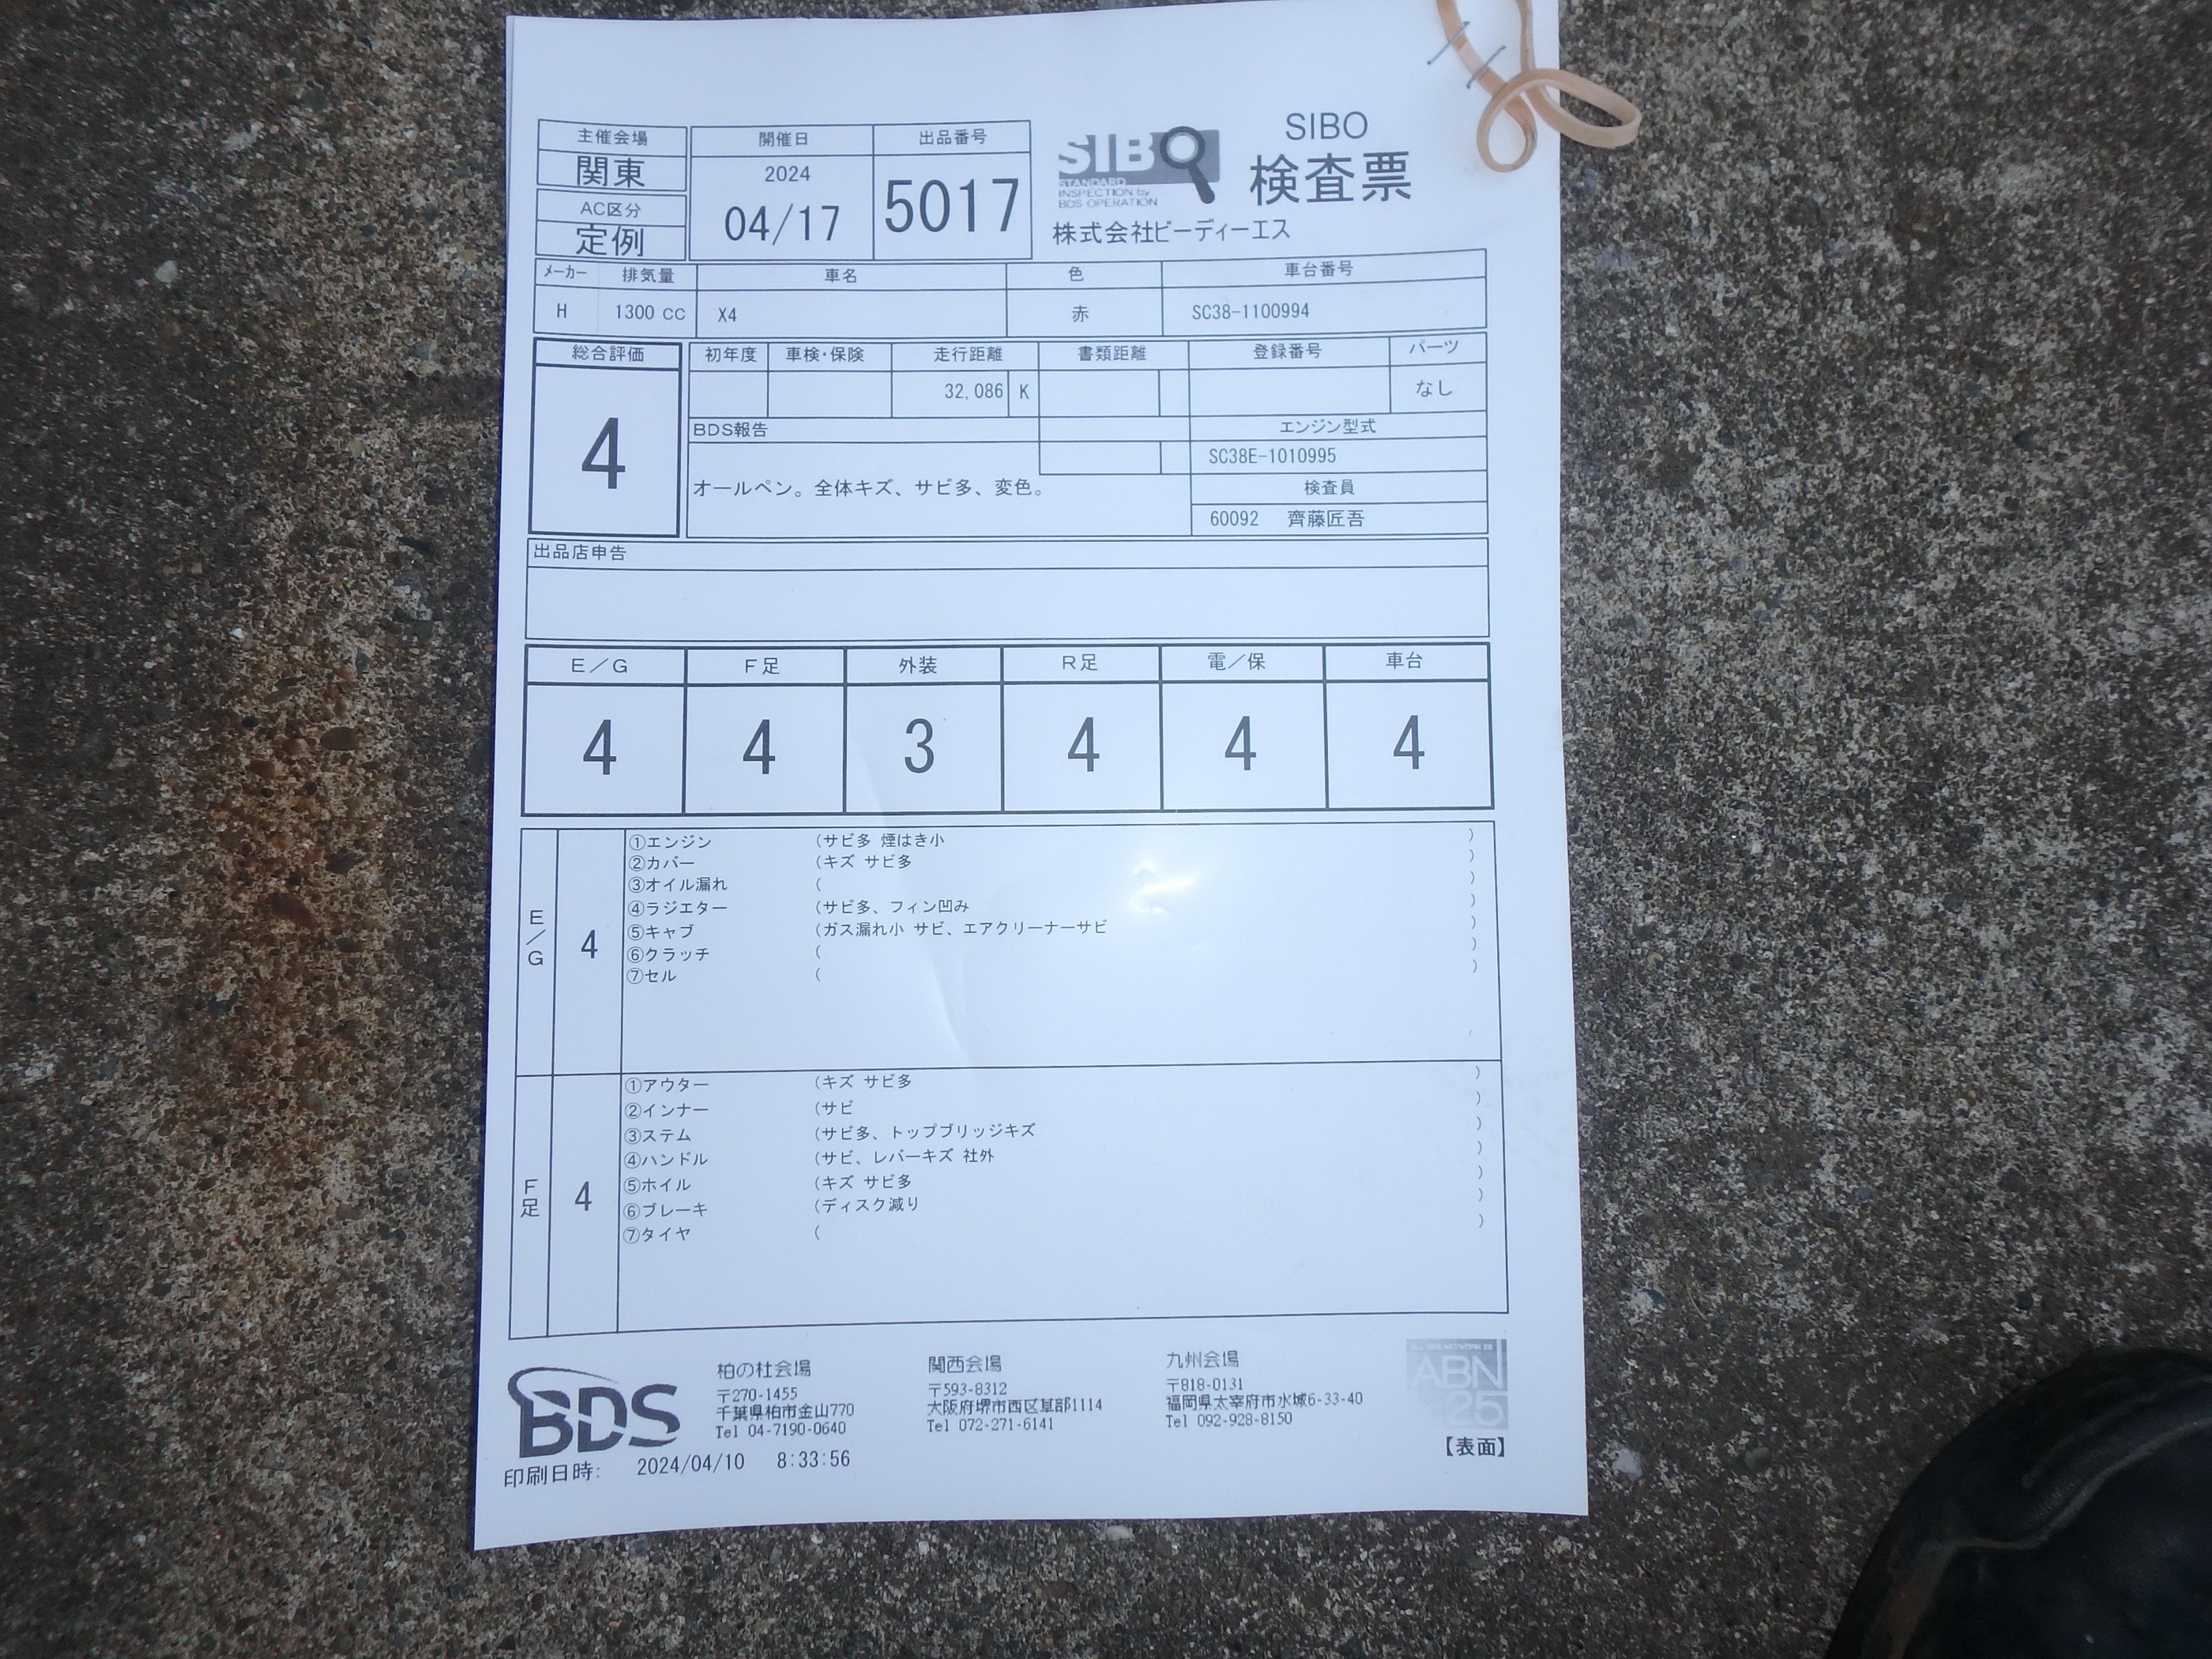 主催会場
関東
AC区分
定例
開催日
2024
04/17
出品番号
5017
SIBO
STANDARD
INSPECTION by
BDS OPERATION
SIBO
検査票
株式会社ビーディーエス
メーカー 排気量 車名 色 車台番号
H 1300 CC X4 赤 SC38-1100994
総合評価
4
初年度 車検・保険 走行距離 書類距離 登録番号 パーツ
32,086 K なし
BDS報告
オールペン。全体キズ、サビ多、変色。
エンジン型式
SC38E-1010995
検査員
60092 齊藤匠吾
出品店申告
E/G F足 外装 R足 電/保 車台
4 4 3 4 4 4
E/G
4
①エンジン (サビ多 煙はき小 )
②カバー (キズ サビ多 )
③オイル漏れ ( )
④ラジエター (サビ多、フィン凹み )
⑤キャブ (ガス漏れ小 サビ、エアクリーナーサビ )
⑥クラッチ ( )
⑦セル ( )
F足
4
①アウター (キズ サビ多 )
②インナー (サビ )
③ステム (サビ多、トップブリッジキズ )
④ハンドル (サビ、レバーキズ 社外 )
⑤ホイル (キズ サビ多 )
⑥ブレーキ (ディスク減り )
⑦タイヤ ( )
BDS
柏の杜会場
〒270-1455
千葉県柏市金山770
Tel 04-7190-0640
関西会場
〒593-8312
大阪府堺市西区草部1114
Tel 072-271-6141
九州会場
〒818-0131
福岡県太宰府市水城6-33-40
Tel 092-928-8150
ALL BDS NETWORK 25
ABN
25
【表面】
印刷日時: 2024/04/10 8:33:56